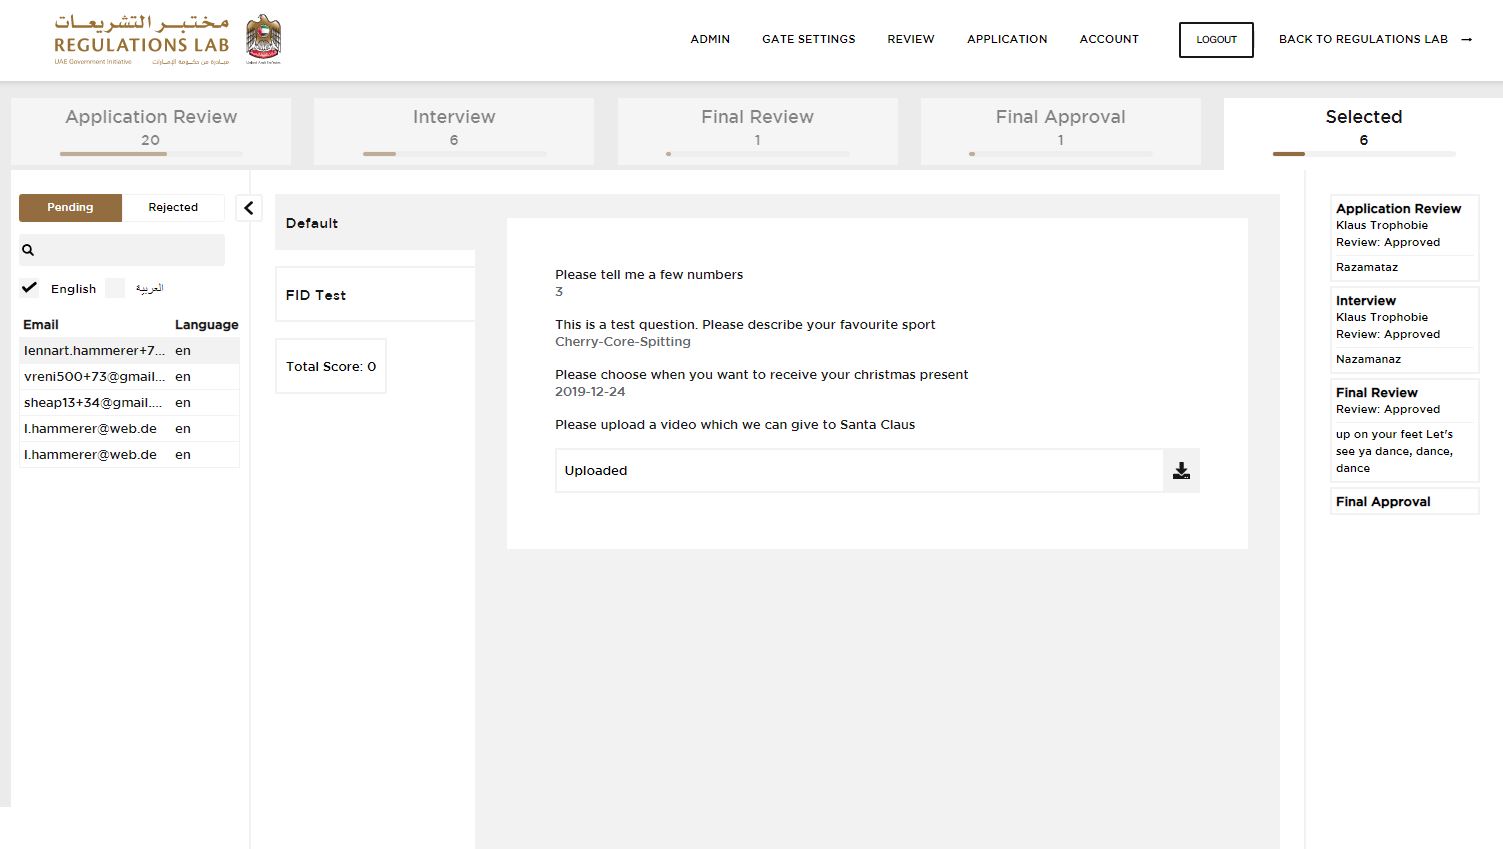 مختبر التشريعات
REGULATIONS LAB
UAE Government Initiative مبادرة من حكومة الإمارات
ADMIN
GATE SETTINGS
REVIEW
APPLICATION
ACCOUNT
LOGOUT
BACK TO REGULATIONS LAB →
Application Review
20
Interview
6
Final Review
1
Final Approval
1
Selected
6
Pending
Rejected
English
العربية
Email Language
lennart.hammerer+7... en
vreni500+73@gmail... en
sheap13+34@gmail.... en
l.hammerer@web.de en
l.hammerer@web.de en
Default
FID Test
Total Score: 0
Please tell me a few numbers
3
This is a test question. Please describe your favourite sport
Cherry-Core-Spitting
Please choose when you want to receive your christmas present
2019-12-24
Please upload a video which we can give to Santa Claus
Uploaded
Application Review
Klaus Trophobie
Review: Approved
Razamataz
Interview
Klaus Trophobie
Review: Approved
Nazamanaz
Final Review
Review: Approved
up on your feet Let's
see ya dance, dance,
dance
Final Approval